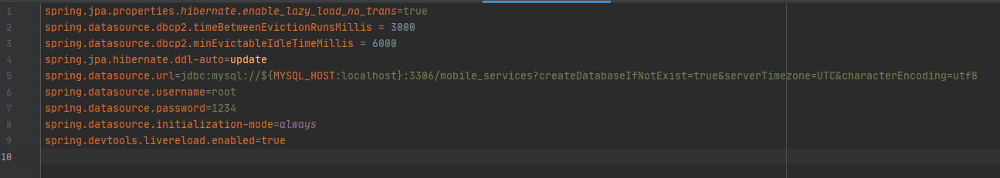 1 spring.jpa.properties.hibernate.enable_lazy_load_no_trans=true
2 spring.datasource.dbcp2.timeBetweenEvictionRunsMillis = 3000
3 spring.datasource.dbcp2.minEvictableIdleTimeMillis = 6000
4 spring.jpa.hibernate.ddl-auto=update
5 spring.datasource.url=jdbc:mysql://${MYSQL_HOST:localhost}:3306/mobile_services?createDatabaseIfNotExist=true&serverTimezone=UTC&characterEncoding=utf8
6 spring.datasource.username=root
7 spring.datasource.password=1234
8 spring.datasource.initialization-mode=always
9 spring.devtools.livereload.enabled=true
10